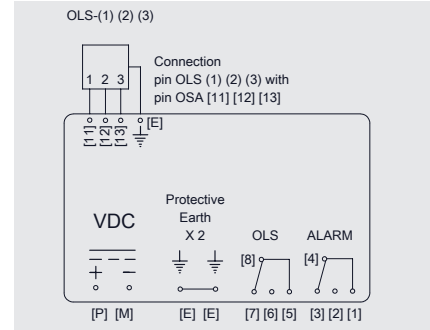 OLS-(1) (2) (3)
1 2 3
Connection
pin OLS (1) (2) (3) with
pin OSA [11] [12] [13]
[E]
[11] [12] [13]
Protective
Earth
X 2
VDC
OLS
ALARM
[8]
[4]
+ −
[P] [M]
[E] [E]
[7] [6] [5]
[3] [2] [1]